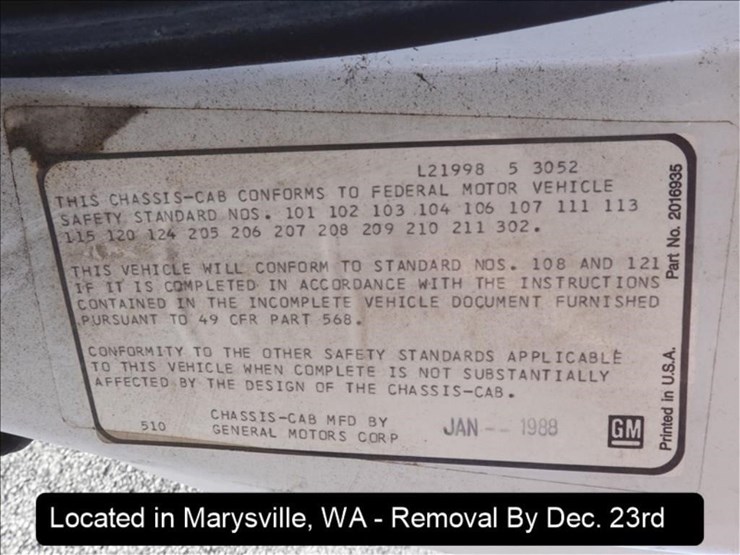 L21998 5 3052
THIS CHASSIS-CAB CONFORMS TO FEDERAL MOTOR VEHICLE
SAFETY STANDARD NOS. 101 102 103 104 106 107 111 113
115 120 124 205 206 207 208 209 210 211 302.
THIS VEHICLE WILL CONFORM TO STANDARD NOS. 108 AND 121
IF IT IS COMPLETED IN ACCORDANCE WITH THE INSTRUCTIONS
CONTAINED IN THE INCOMPLETE VEHICLE DOCUMENT FURNISHED
PURSUANT TO 49 CFR PART 568.
CONFORMITY TO THE OTHER SAFETY STANDARDS APPLICABLE
TO THIS VEHICLE WHEN COMPLETE IS NOT SUBSTANTIALLY
AFFECTED BY THE DESIGN OF THE CHASSIS-CAB.
510 CHASSIS-CAB MFD BY
GENERAL MOTORS CORP
JAN -- 1988
GM
Printed in U.S.A.
Part No. 2016935
Located in Marysville, WA - Removal By Dec. 23rd